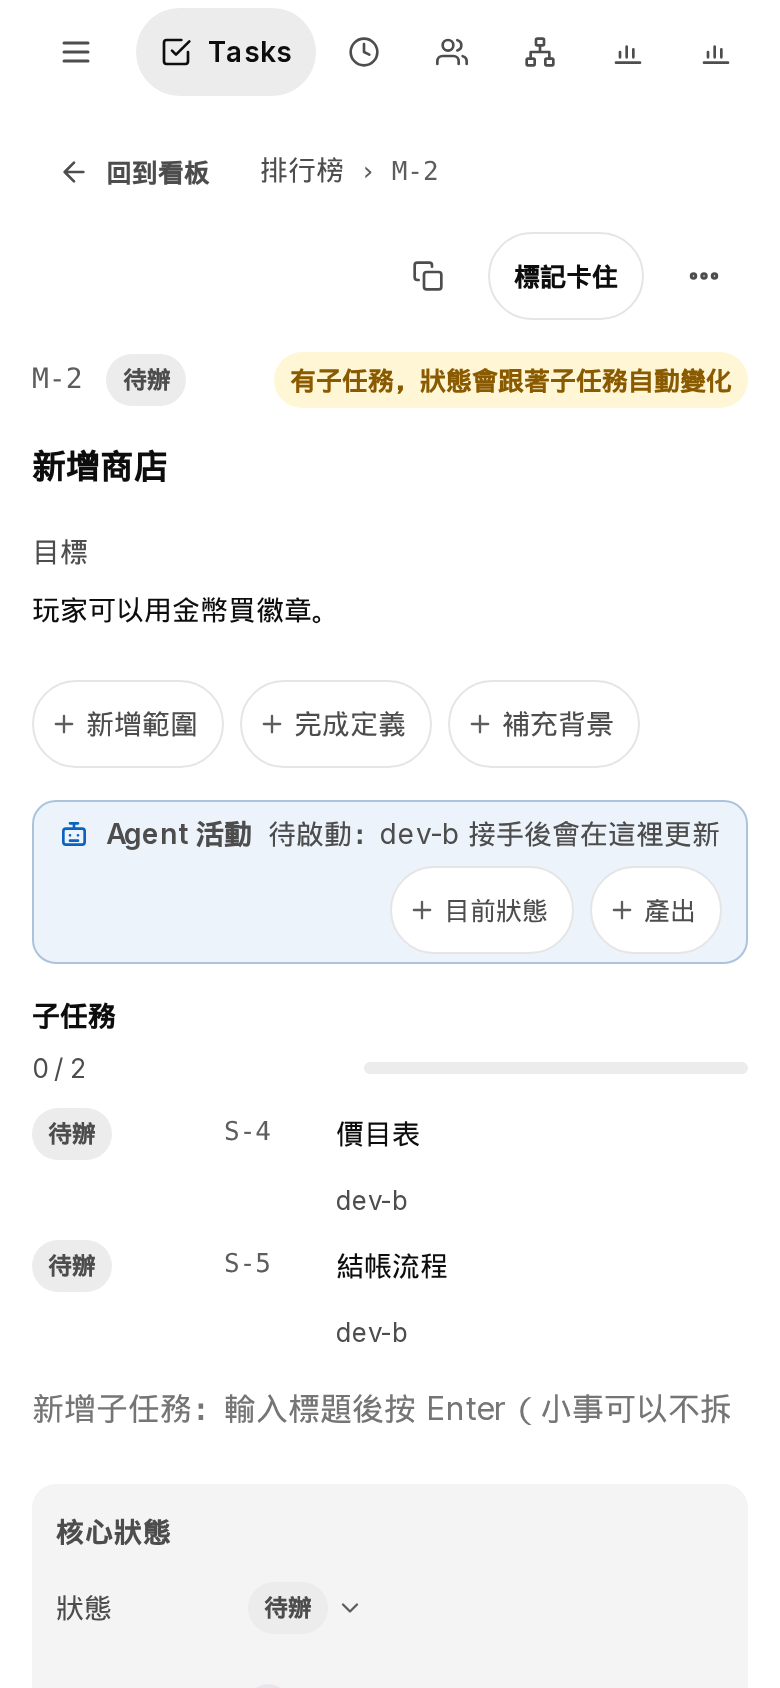 Tasks
回到看板 排行榜 › M-2
標記卡住
M-2 待辦 有子任務，狀態會跟著子任務自動變化
新增商店
目標
玩家可以用金幣買徽章。
新增範圍 完成定義 補充背景
Agent 活動 待啟動：dev-b 接手後會在這裡更新
目前狀態 產出
子任務
0 / 2
待辦 S-4 價目表
dev-b
待辦 S-5 結帳流程
dev-b
新增子任務：輸入標題後按 Enter（小事可以不拆
核心狀態
狀態 待辦